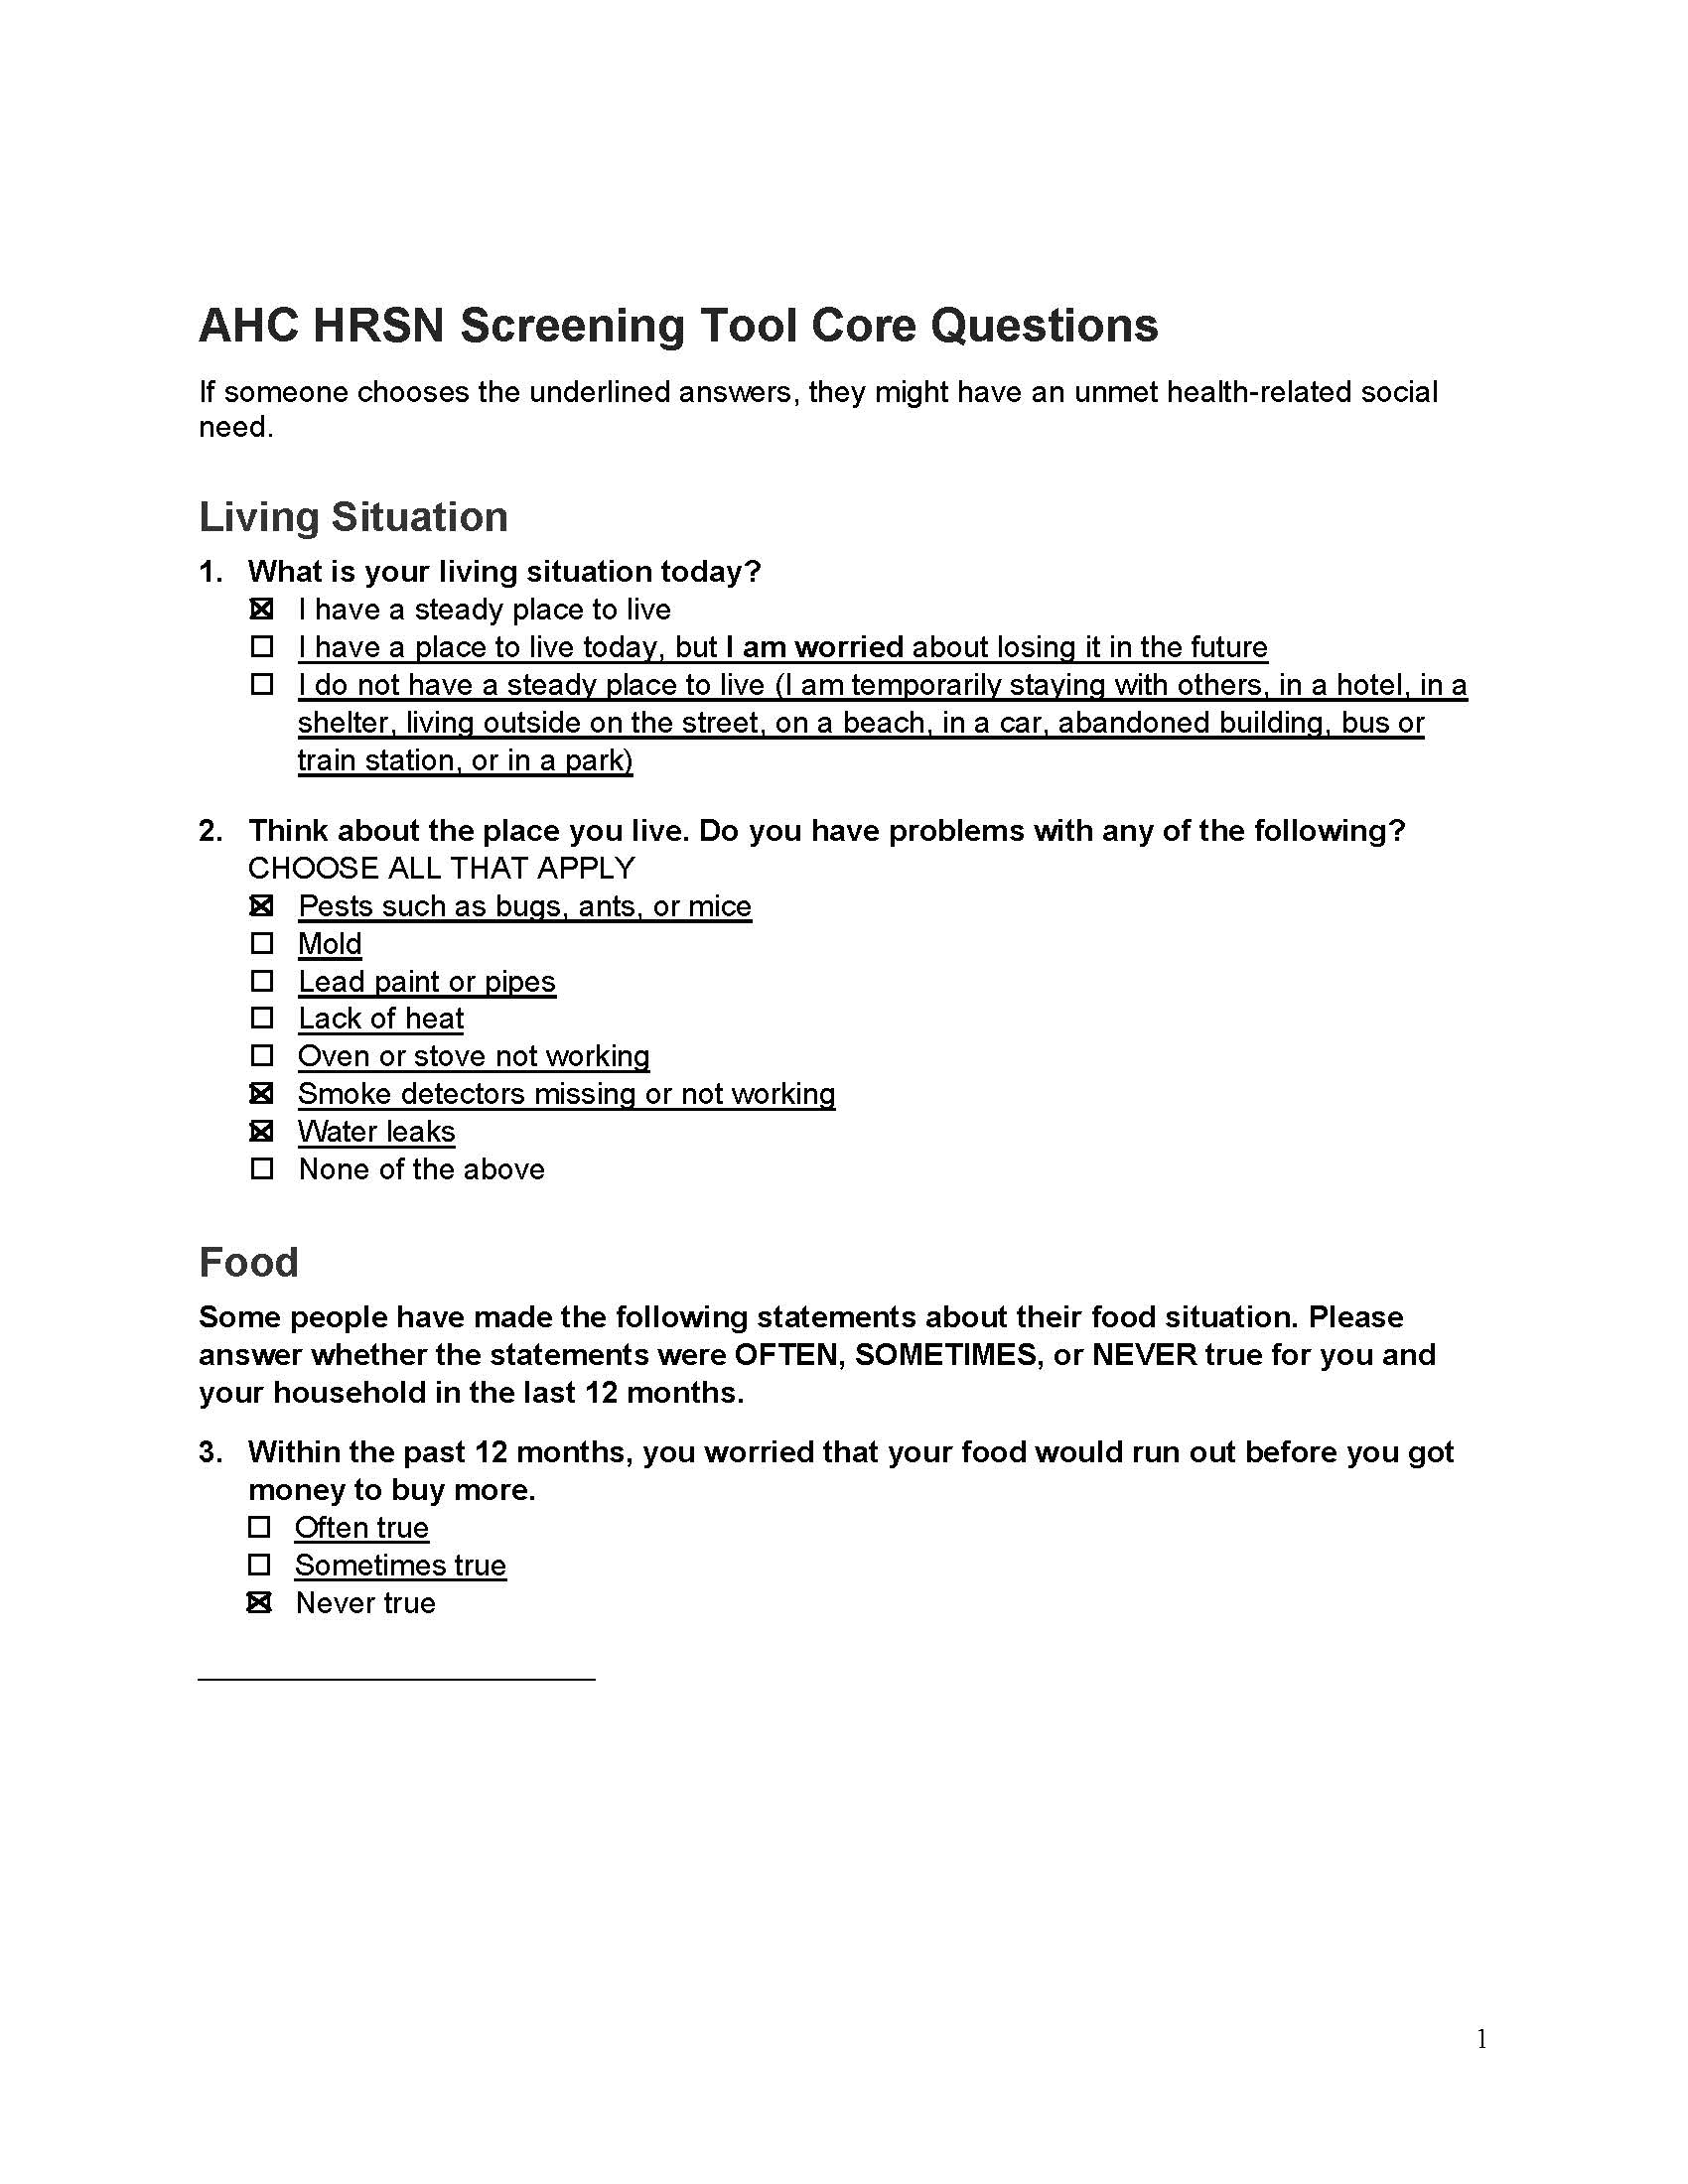 AHC HRSN Screening Tool Core Questions
If someone chooses the underlined answers, they might have an unmet health-related social
need.
Living Situation
1. What is your living situation today?
☒ I have a steady place to live
☐ I have a place to live today, but I am worried about losing it in the future
☐ I do not have a steady place to live (I am temporarily staying with others, in a hotel, in a
shelter, living outside on the street, on a beach, in a car, abandoned building, bus or
train station, or in a park)
2. Think about the place you live. Do you have problems with any of the following?
CHOOSE ALL THAT APPLY
☒ Pests such as bugs, ants, or mice
☐ Mold
☐ Lead paint or pipes
☐ Lack of heat
☐ Oven or stove not working
☒ Smoke detectors missing or not working
☒ Water leaks
☐ None of the above
Food
Some people have made the following statements about their food situation. Please
answer whether the statements were OFTEN, SOMETIMES, or NEVER true for you and
your household in the last 12 months.
3. Within the past 12 months, you worried that your food would run out before you got
money to buy more.
☐ Often true
☐ Sometimes true
☒ Never true
1